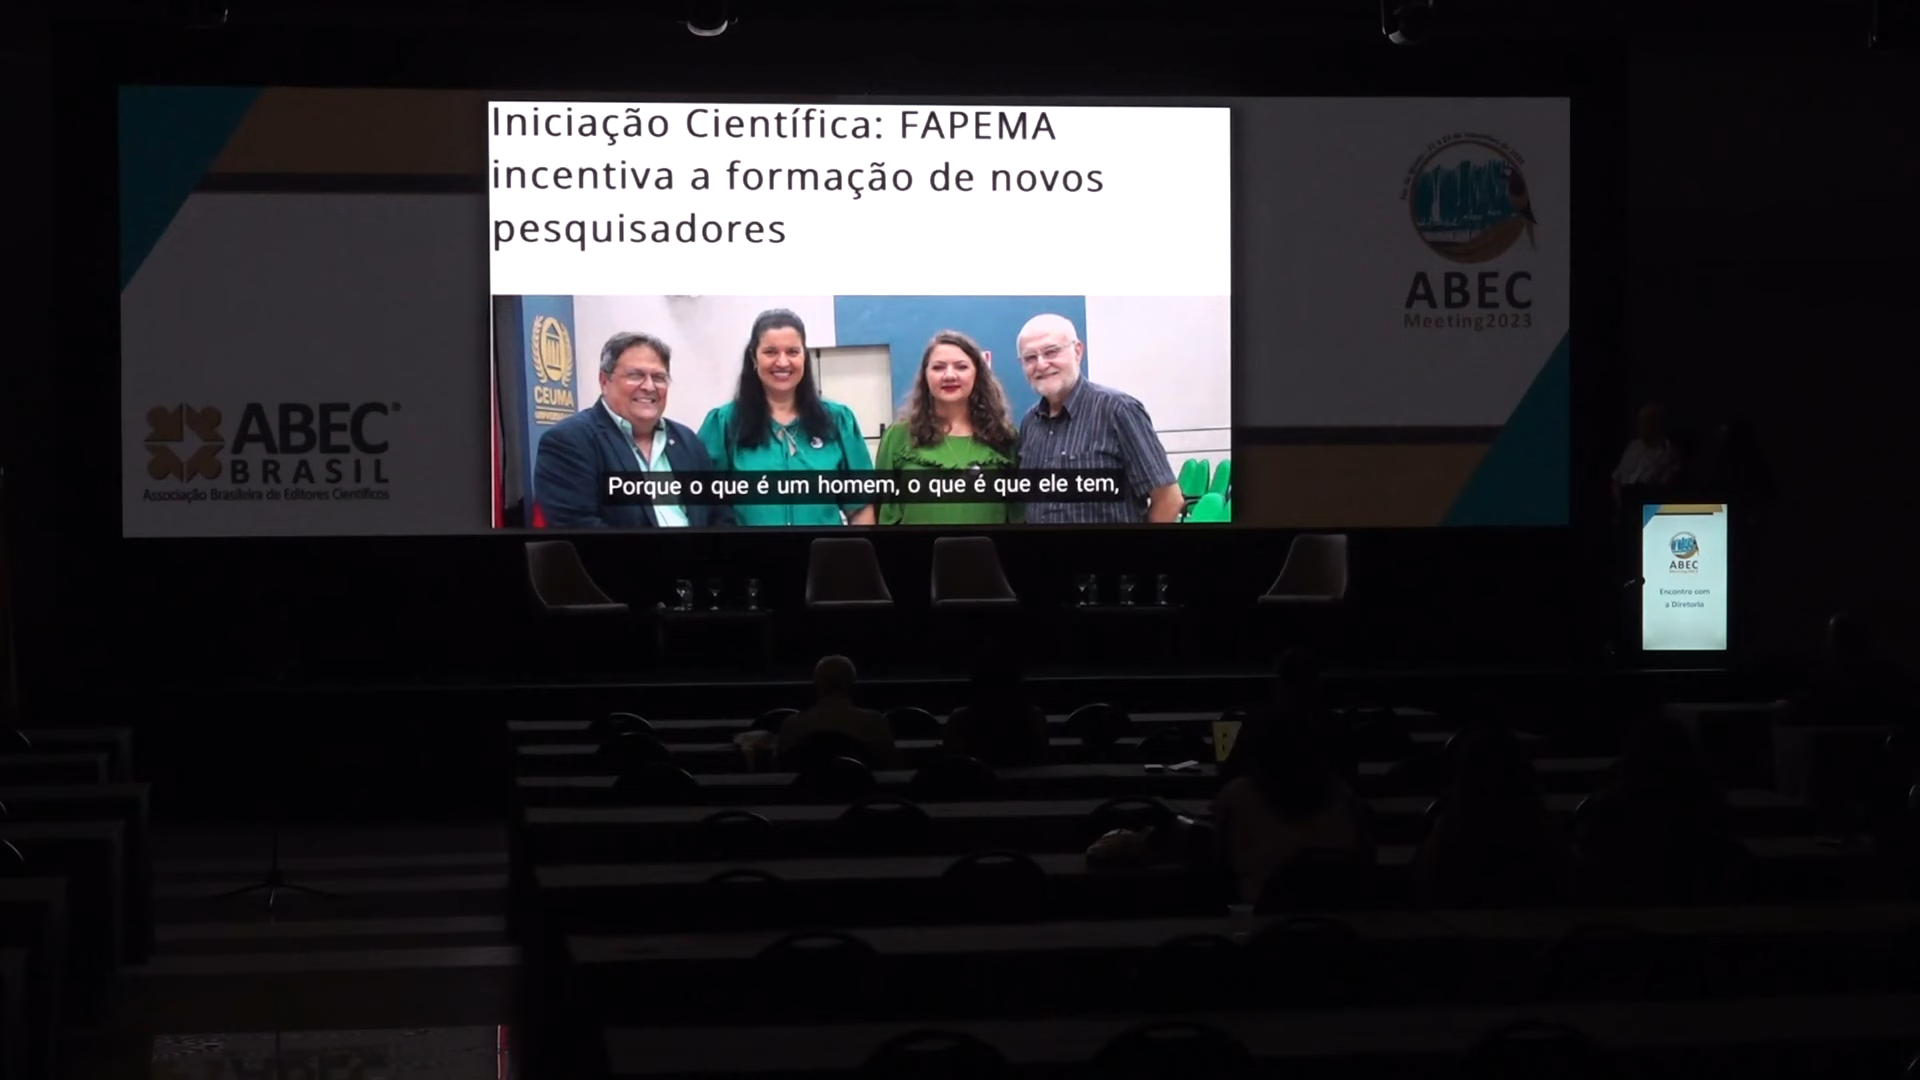 Iniciação Científica: FAPEMA
incentiva a formação de novos
pesquisadores
CEUMA
Porque o que é um homem, o que é que ele tem,
ABEC
BRASIL
Associação Brasileira de Editores Científicos
ABEC
Meeting2023
ABEC
Meeting2023
Encontro com
a Diretoria